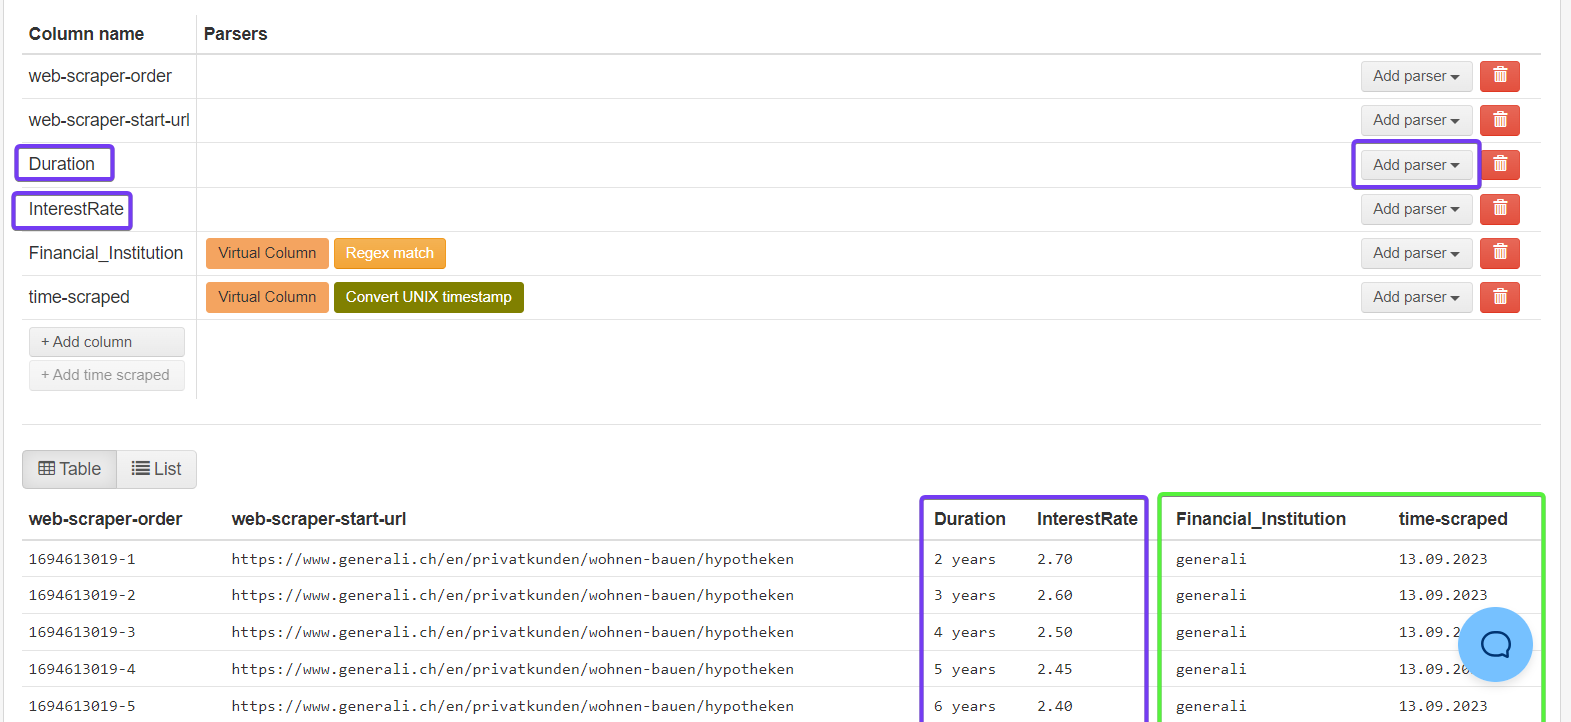 Column name Parsers
web-scraper-order Add parser
web-scraper-start-url Add parser
Duration Add parser
InterestRate Add parser
Financial_Institution Virtual Column Regex match Add parser
time-scraped Virtual Column Convert UNIX timestamp Add parser
+ Add column
+ Add time scraped
Table List
web-scraper-order web-scraper-start-url Duration InterestRate Financial_Institution time-scraped
1694613019-1 https://www.generali.ch/en/privatkunden/wohnen-bauen/hypotheken 2 years 2.70 generali 13.09.2023
1694613019-2 https://www.generali.ch/en/privatkunden/wohnen-bauen/hypotheken 3 years 2.60 generali 13.09.2023
1694613019-3 https://www.generali.ch/en/privatkunden/wohnen-bauen/hypotheken 4 years 2.50 generali 13.09.2
1694613019-4 https://www.generali.ch/en/privatkunden/wohnen-bauen/hypotheken 5 years 2.45 generali 13.09.20
1694613019-5 https://www.generali.ch/en/privatkunden/wohnen-bauen/hypotheken 6 years 2.40 generali 13.09.2023